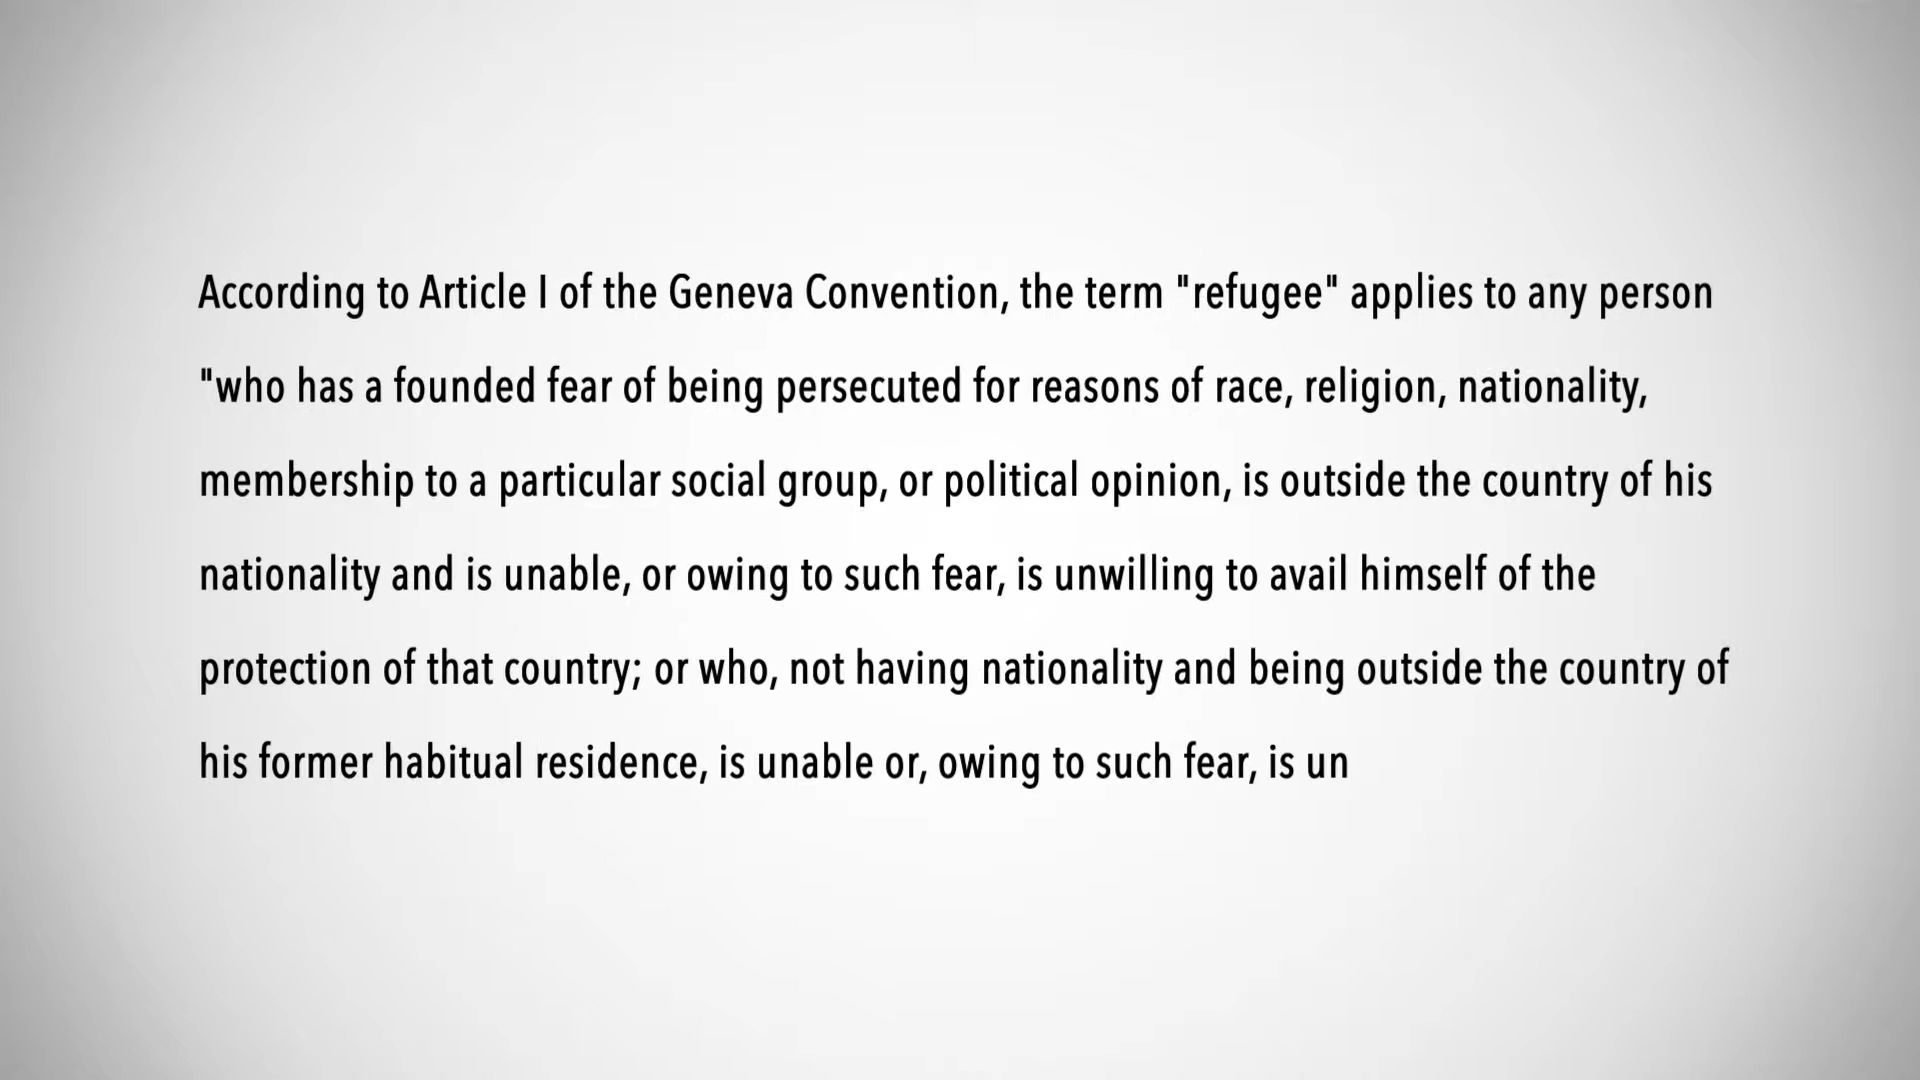 According to Article I of the Geneva Convention, the term "refugee" applies to any person
"who has a founded fear of being persecuted for reasons of race, religion, nationality,
membership to a particular social group, or political opinion, is outside the country of his
nationality and is unable, or owing to such fear, is unwilling to avail himself of the
protection of that country; or who, not having nationality and being outside the country of
his former habitual residence, is unable or, owing to such fear, is un